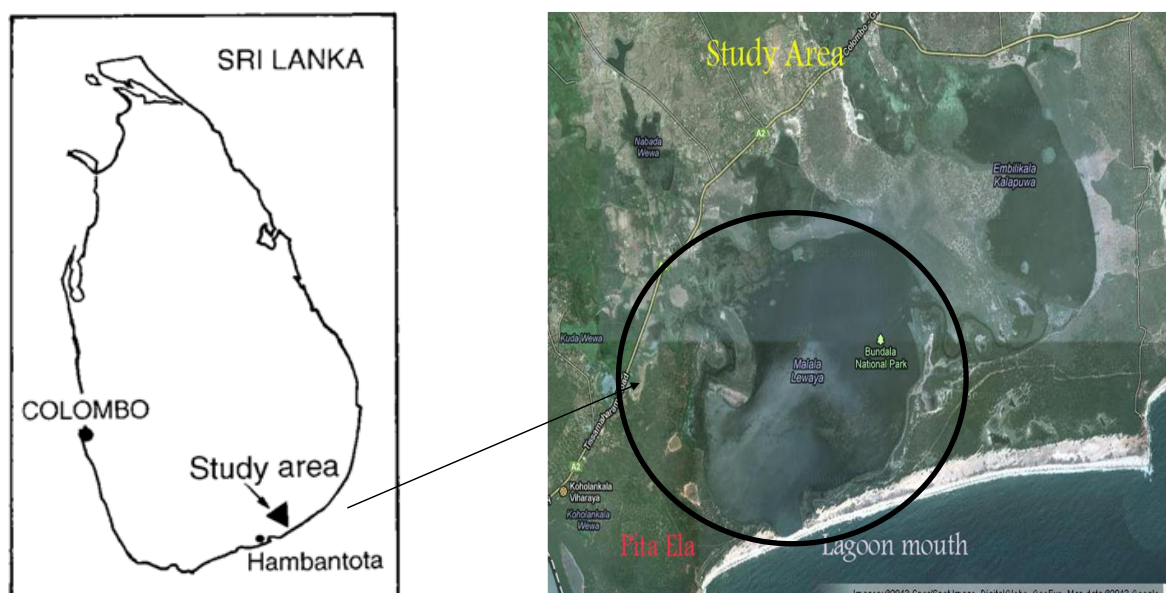 SRI LANKA
COLOMBO
Study area
Hambantota
Study Area
A2
Nabada
Wewa
Embilikala
Kalapuwa
Kuda Wewa
Malala
Lewaya
Bundala
National Park
A2
Koholankala
Viharaya
Koholankala
Wewa
Pita Ela
Lagoon mouth